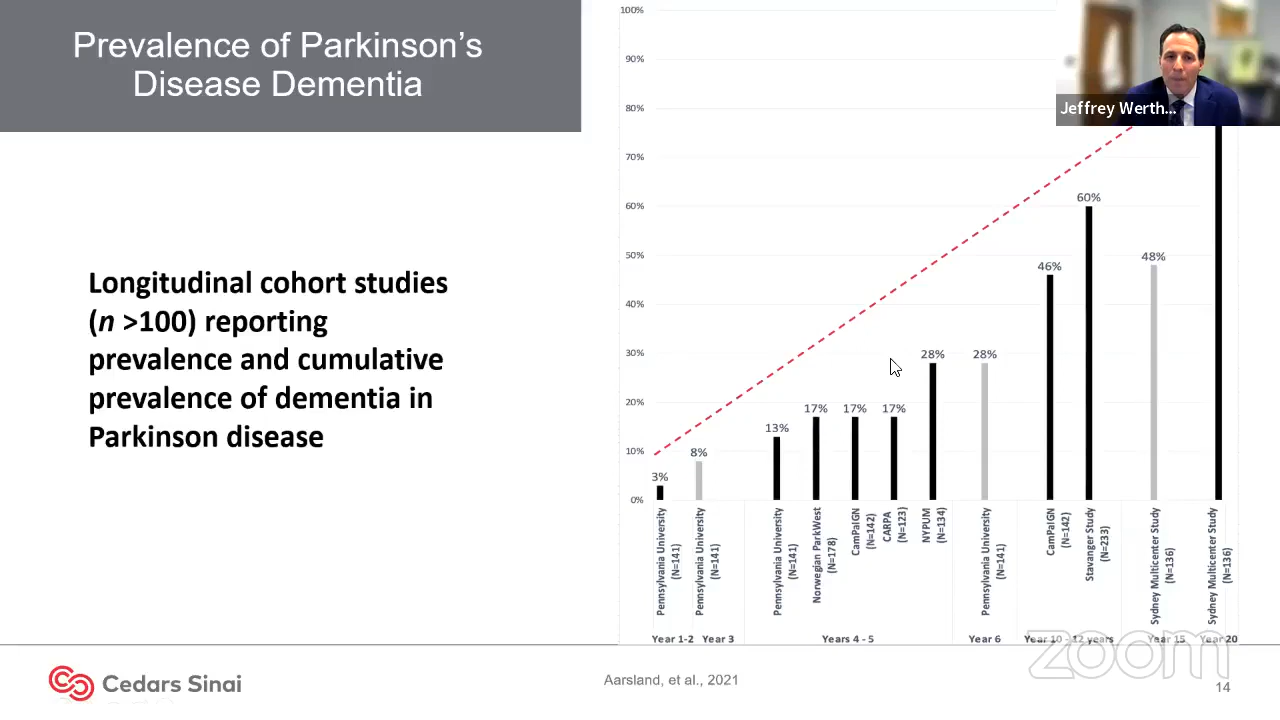 Prevalence of Parkinson's
Disease Dementia
Longitudinal cohort studies
(n >100) reporting
prevalence and cumulative
prevalence of dementia in
Parkinson disease
100%
90%
80%
70%
60%
50%
40%
30%
20%
10%
0%
3%
8%
13%
17%
17%
17%
28%
28%
46%
60%
48%
Pennsylvania University
(N=141)
Pennsylvania University
(N=141)
Pennsylvania University
(N=141)
Norwegian ParkWest
(N=178)
CamPaIGN
(N=142)
CARPA
(N=123)
NYPUM
(N=134)
Pennsylvania University
(N=141)
CamPaIGN
(N=142)
Stavanger Study
(N=233)
Sydney Multicenter Study
(N=136)
Sydney Multicenter Study
(N=136)
Year 1-2 Year 3 Years 4 - 5 Year 6 Year 10 - 12 years Year 15 Year 20
Jeffrey Werth...
Cedars Sinai
Aarsland, et al., 2021
zoom
14